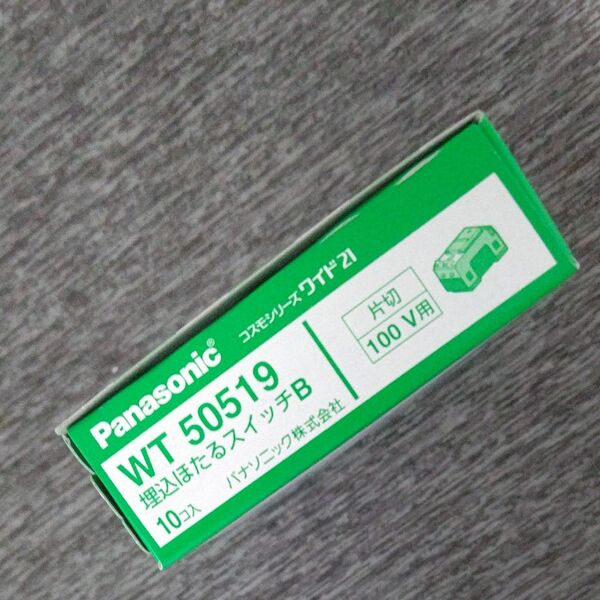 Panasonic®
コスモシリーズ ワイド21
WT 50519
埋込ほたるスイッチB
10コ入
パナソニック株式会社
片切
100 V用